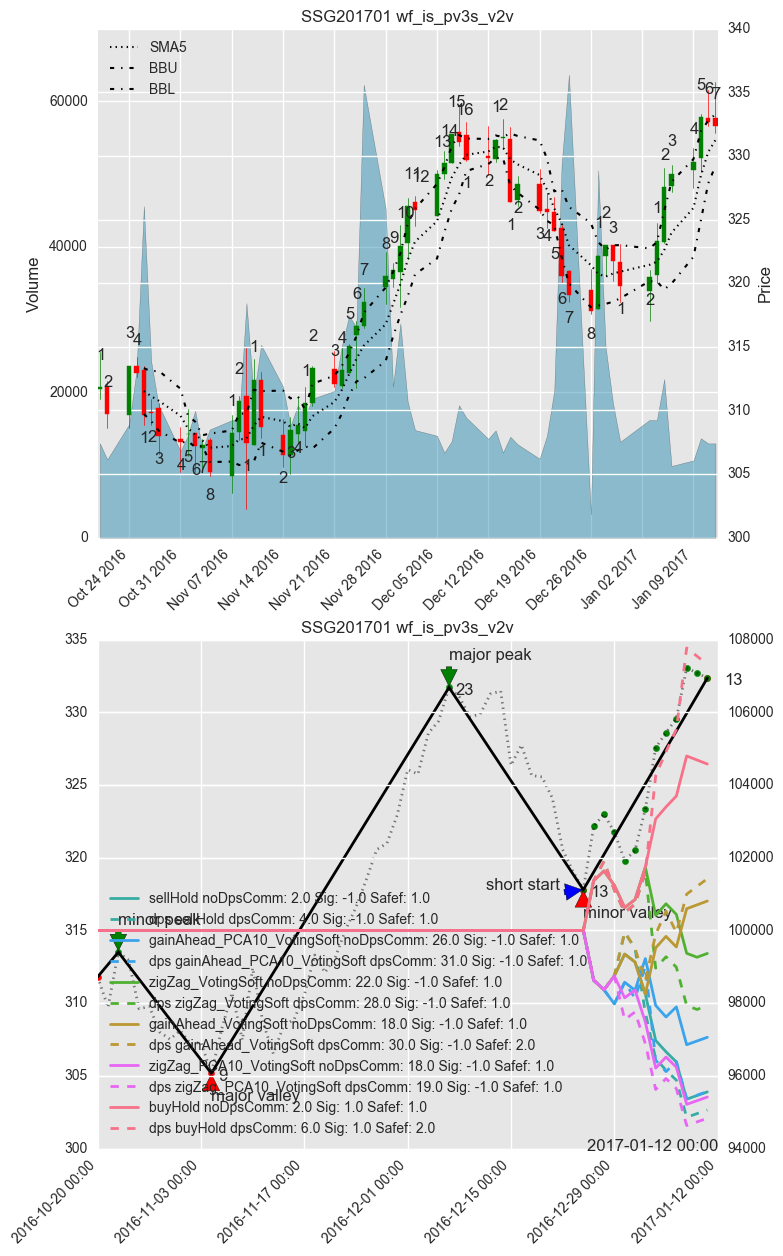 SSG201701 wf_is_pv3s_v2v
SMA5
BBU
BBL
Volume
Price
60000
40000
20000
0
340
335
330
325
320
315
310
305
300
Oct 24 2016
Oct 31 2016
Nov 07 2016
Nov 14 2016
Nov 21 2016
Nov 28 2016
Dec 05 2016
Dec 12 2016
Dec 19 2016
Dec 26 2016
Jan 02 2017
Jan 09 2017
SSG201701 wf_is_pv3s_v2v
major peak
23
13
short start
13
minor valley
minor peak
9
major valley
sellHold noDpsComm: 2.0 Sig: -1.0 Safef: 1.0
dps sellHold dpsComm: 4.0 Sig: -1.0 Safef: 1.0
gainAhead_PCA10_VotingSoft noDpsComm: 26.0 Sig: -1.0 Safef: 1.0
dps gainAhead_PCA10_VotingSoft dpsComm: 31.0 Sig: -1.0 Safef: 1.0
zigZag_VotingSoft noDpsComm: 22.0 Sig: -1.0 Safef: 1.0
dps zigZag_VotingSoft dpsComm: 28.0 Sig: -1.0 Safef: 1.0
gainAhead_VotingSoft noDpsComm: 18.0 Sig: -1.0 Safef: 1.0
dps gainAhead_VotingSoft dpsComm: 30.0 Sig: -1.0 Safef: 2.0
zigZag_PCA10_VotingSoft noDpsComm: 18.0 Sig: -1.0 Safef: 1.0
dps zigZag_PCA10_VotingSoft dpsComm: 19.0 Sig: -1.0 Safef: 1.0
buyHold noDpsComm: 2.0 Sig: 1.0 Safef: 1.0
dps buyHold dpsComm: 6.0 Sig: 1.0 Safef: 2.0
2017-01-12 00:00
335
330
325
320
315
310
305
300
108000
106000
104000
102000
100000
98000
96000
94000
2016-10-20 00:00
2016-11-03 00:00
2016-11-17 00:00
2016-12-01 00:00
2016-12-15 00:00
2016-12-29 00:00
2017-01-12 00:00